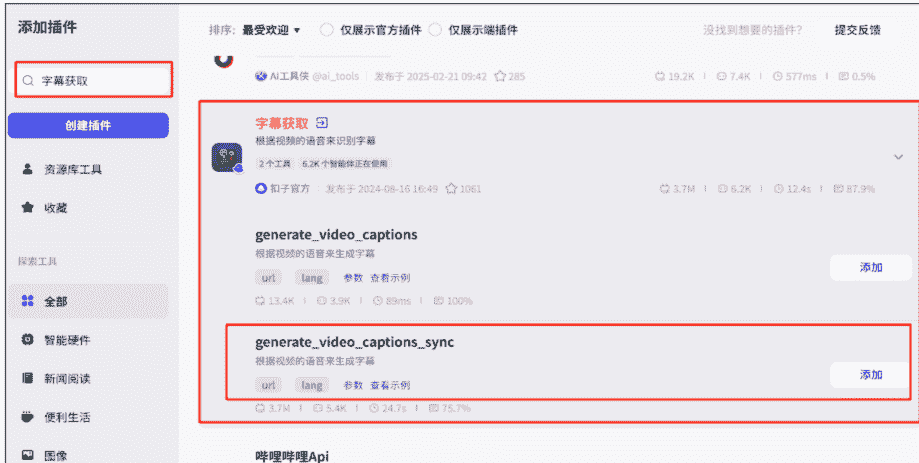 添加插件
字幕获取
创建插件
资源库工具
收藏
探索工具
全部
智能硬件
新闻阅读
便利生活
图像
排序: 最受欢迎 仅展示官方插件 仅展示端插件 没找到想要的插件? 提交反馈
AI工具侠 @ai_tools 发布于 2025-02-21 09:42 285 19.2K 7.4K 577ms 0.5%
字幕获取
根据视频的语音来识别字幕
2 个工具 6.2K 个智能体正在使用
扣子官方 发布于 2024-08-16 16:49 1061 3.7M 6.2K 12.4s 87.9%
generate_video_captions
根据视频的语音来生成字幕
添加
url lang 参数 查看示例
13.4K 3.9K 89ms 100%
generate_video_captions_sync
根据视频的语音来生成字幕
添加
url lang 参数 查看示例
3.7M 5.4K 24.7s 75.7%
哔哩哔哩Api